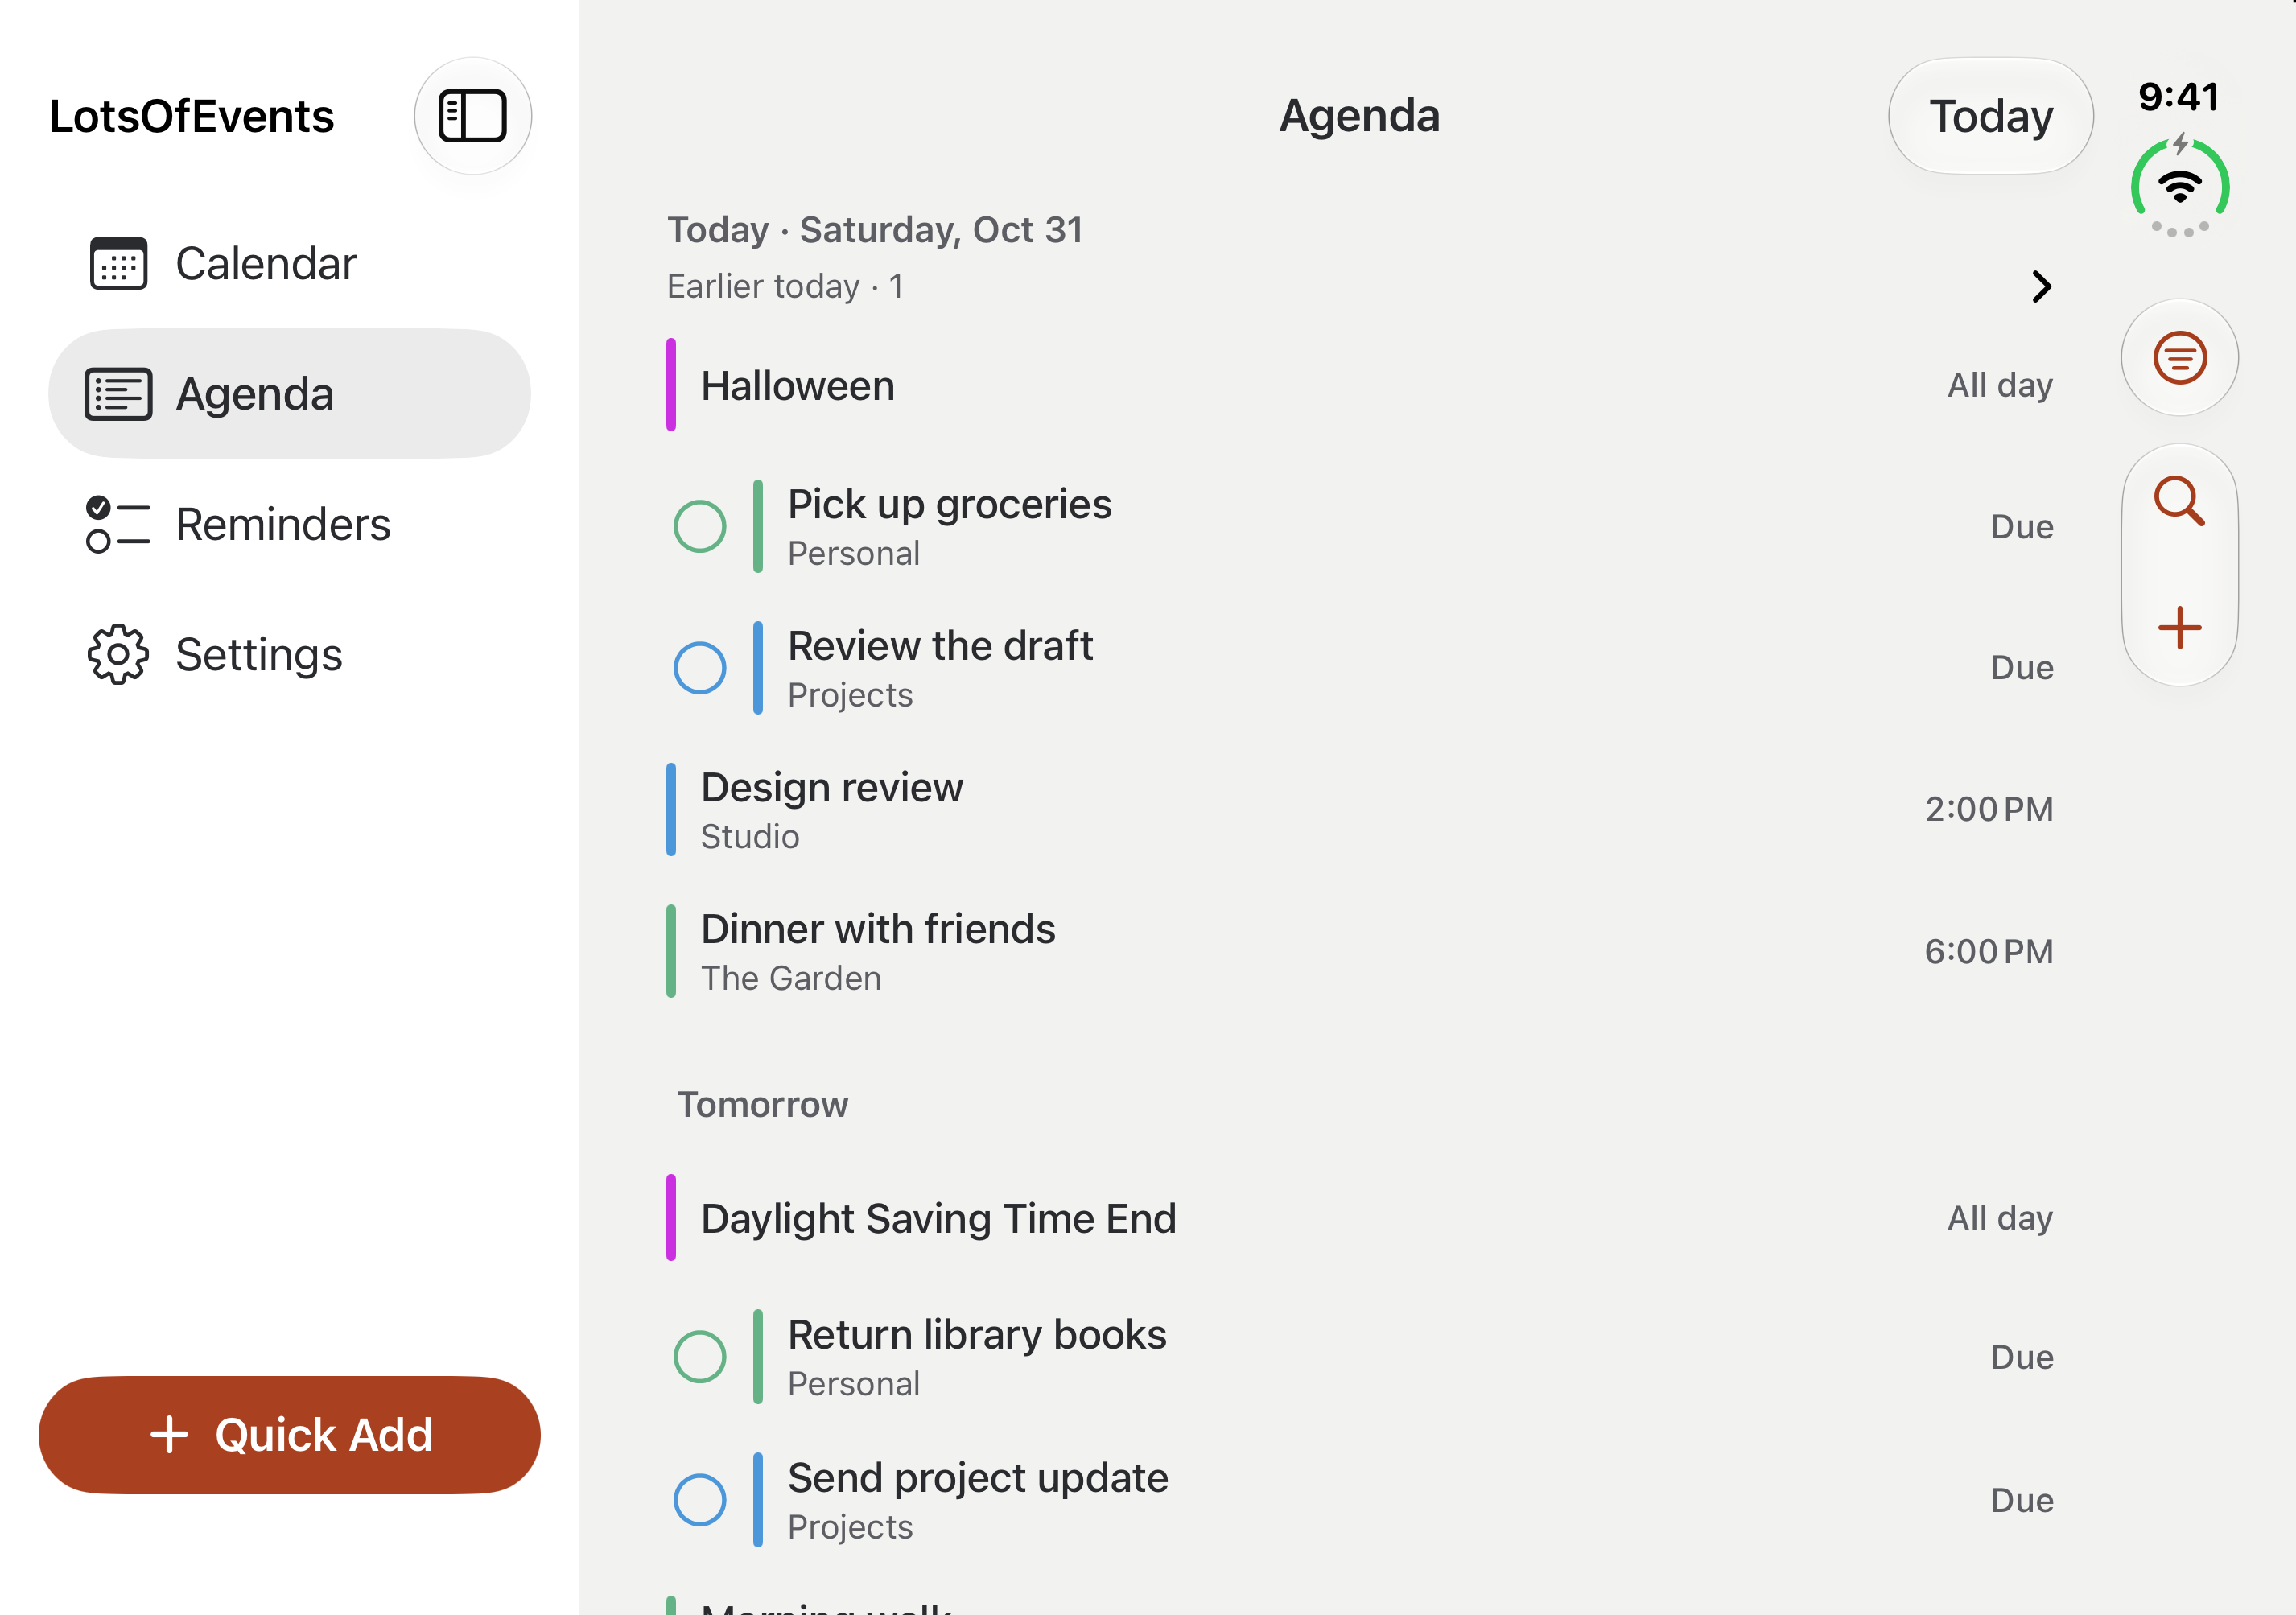 LotsOfEvents
Calendar
Agenda
Reminders
Settings
+ Quick Add
Agenda
Today
9:41
Today · Saturday, Oct 31
Earlier today · 1
Halloween
All day
Pick up groceries
Personal
Due
Review the draft
Projects
Due
Design review
Studio
2:00 PM
Dinner with friends
The Garden
6:00 PM
Tomorrow
Daylight Saving Time End
All day
Return library books
Personal
Due
Send project update
Projects
Due
Morning walk